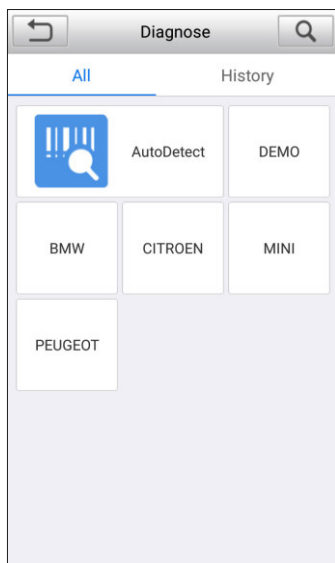 Diagnose
All History
AutoDetect DEMO
BMW CITROEN MINI
PEUGEOT